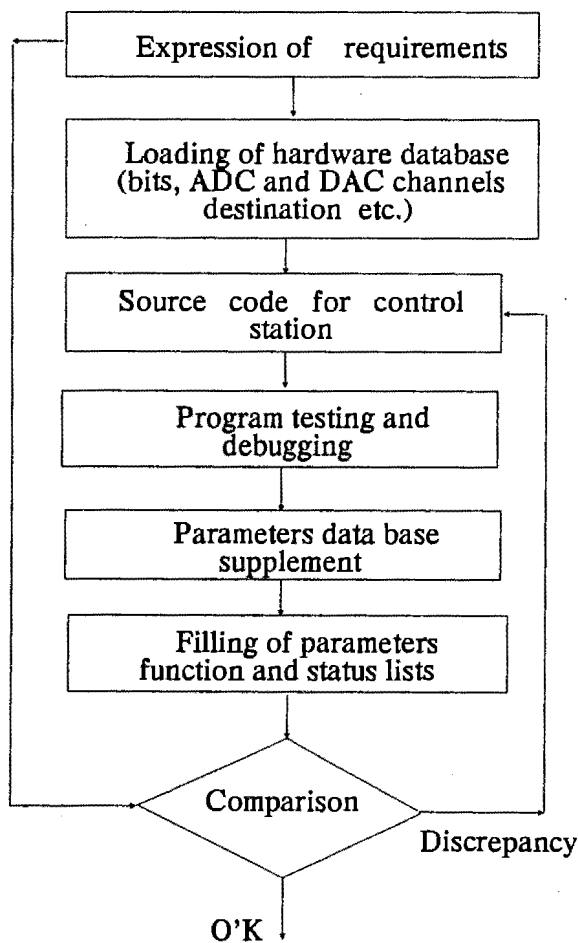 Expression of requirements
Loading of hardware database
(bits, ADC and DAC channels
destination etc.)
Source code for control
station
Program testing and
debugging
Parameters data base
supplement
Filling of parameters
function and status lists
Comparison
Discrepancy
O'K